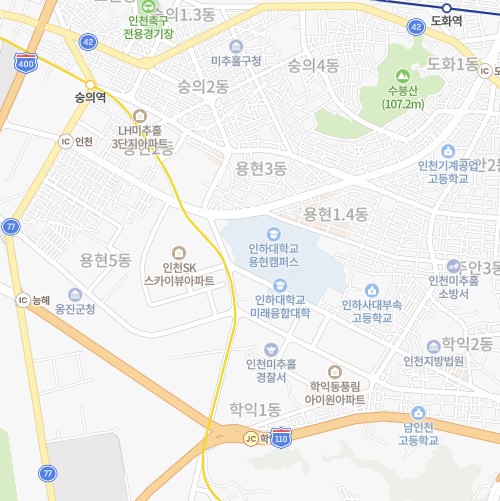 숭의1.3동
인천축구
전용경기장
도화역
42
42
미추홀구청
숭의4동
도화1동
400
IC
수봉산
(107.2m)
숭의2동
숭의역
LH미추홀
3단지아파트
IC 인천
인천기계공업
고등학교
용현3동
용현1.4동
77
인하대학교
용현캠퍼스
용현5동
인천SK
스카이뷰아파트
주안3동
인천미추홀
소방서
인하대학교
미래융합대학
인하사대부속
고등학교
옹진군청
IC 능해
학익2동
인천미추홀
경찰서
인천지방법원
학익동풍림
아이원아파트
학익1동
남인천
고등학교
JC
110
77